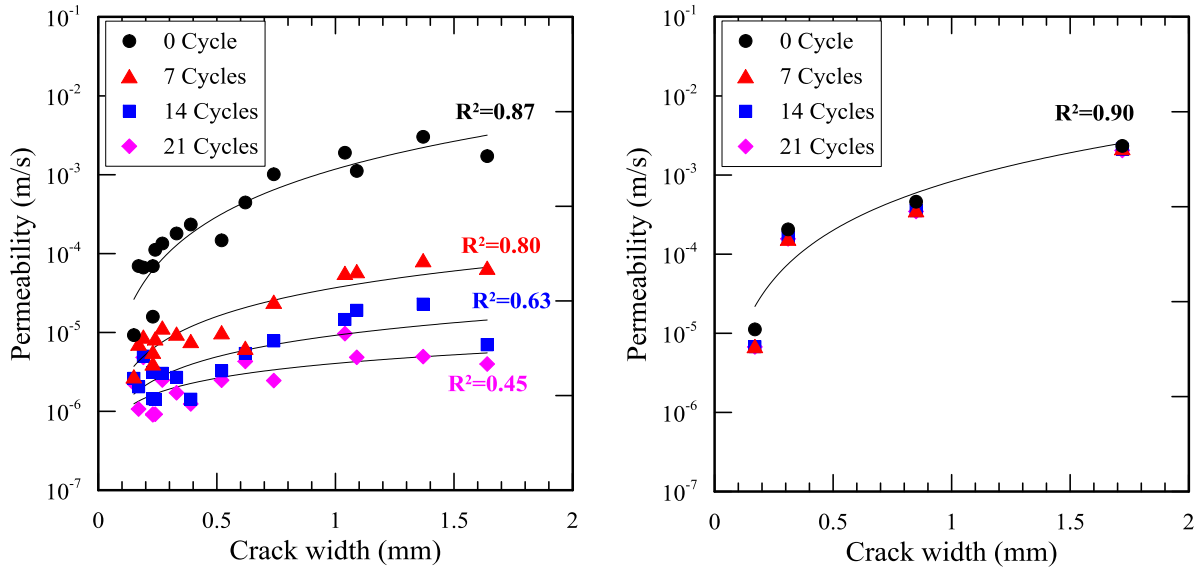 10⁻¹
10⁻²
10⁻³
10⁻⁴
10⁻⁵
10⁻⁶
10⁻⁷
Permeability (m/s)
0 Cycle
7 Cycles
14 Cycles
21 Cycles
R²=0.87
R²=0.80
R²=0.63
R²=0.45
0 0.5 1 1.5 2
Crack width (mm)
10⁻¹
10⁻²
10⁻³
10⁻⁴
10⁻⁵
10⁻⁶
10⁻⁷
Permeability (m/s)
0 Cycle
7 Cycles
14 Cycles
21 Cycles
R²=0.90
0 0.5 1 1.5 2
Crack width (mm)